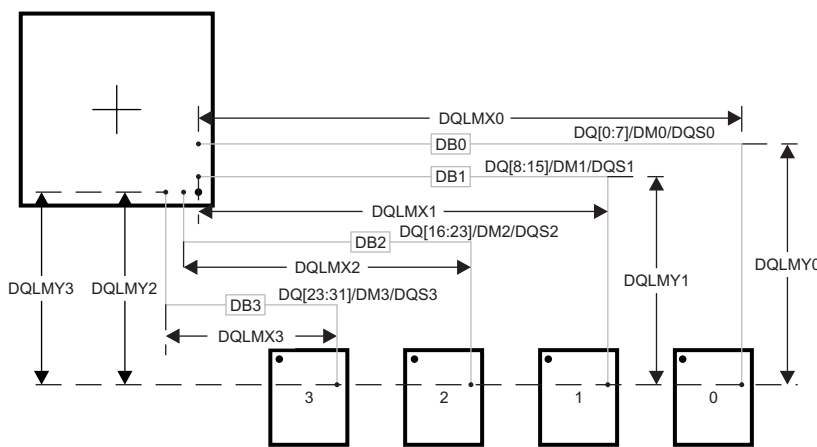 DQLMX0
DQ[0:7]/DM0/DQS0
DB0
DQ[8:15]/DM1/DQS1
DB1
DQLMX1
DQ[16:23]/DM2/DQS2
DB2
DQLMX2
DQLMY0
DQLMY1
DQLMY3
DQLMY2
DQ[23:31]/DM3/DQS3
DB3
DQLMX3
3
2
1
0